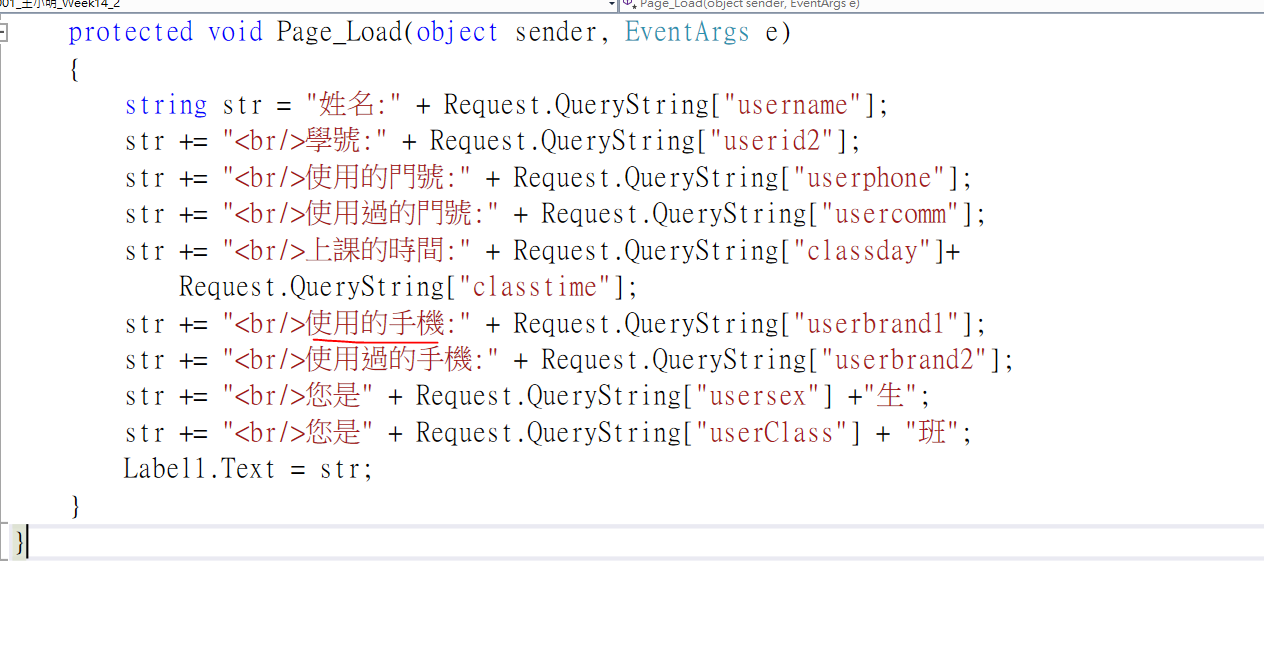 001_王小明_Week14_2 Page_Load(object sender, EventArgs e)
protected void Page_Load(object sender, EventArgs e)
{
string str = "姓名:" + Request.QueryString["username"];
str += "<br/>學號:" + Request.QueryString["userid2"];
str += "<br/>使用的門號:" + Request.QueryString["userphone"];
str += "<br/>使用過的門號:" + Request.QueryString["usercomm"];
str += "<br/>上課的時間:" + Request.QueryString["classday"]+
Request.QueryString["classtime"];
str += "<br/>使用的手機:" + Request.QueryString["userbrand1"];
str += "<br/>使用過的手機:" + Request.QueryString["userbrand2"];
str += "<br/>您是" + Request.QueryString["usersex"] +"生";
str += "<br/>您是" + Request.QueryString["userClass"] + "班";
Label1.Text = str;
}
}